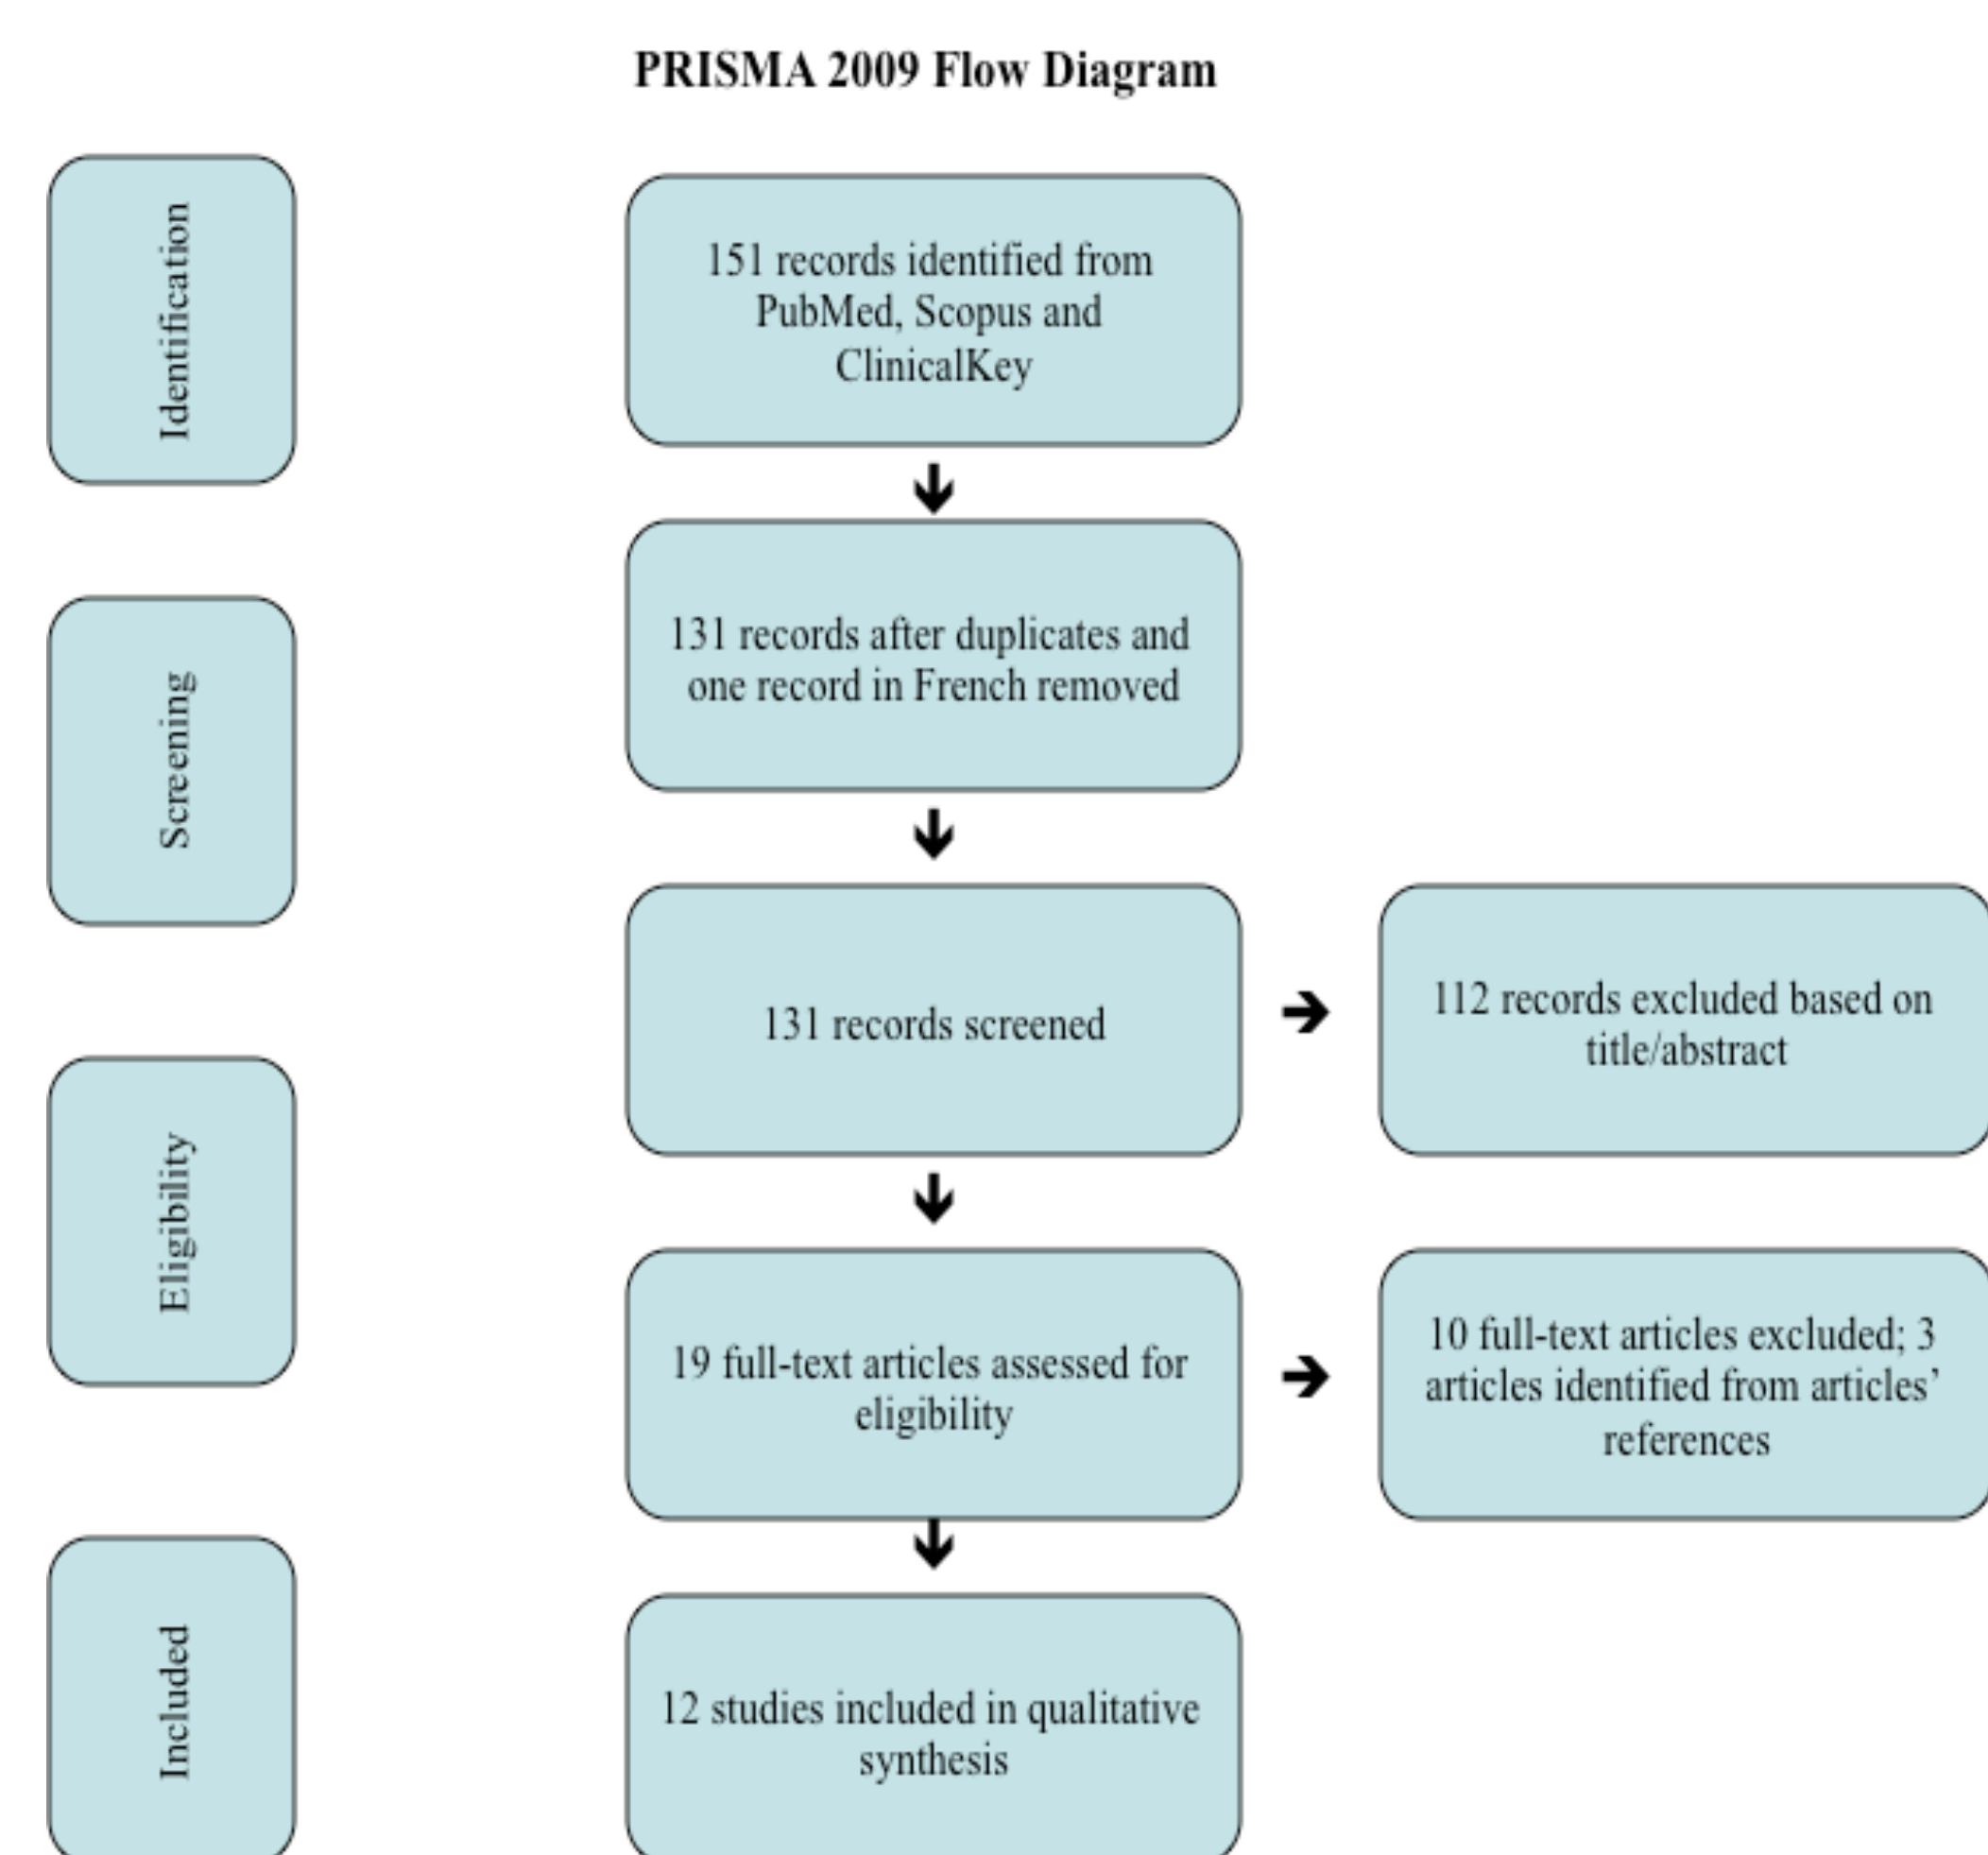 PRISMA 2009 Flow Diagram
Identification
151 records identified from
PubMed, Scopus and
ClinicalKey
131 records after duplicates and
one record in French removed
Screening
131 records screened
112 records excluded based on
title/abstract
Eligibility
19 full-text articles assessed for
eligibility
10 full-text articles excluded; 3
articles identified from articles’
references
Included
12 studies included in qualitative
synthesis